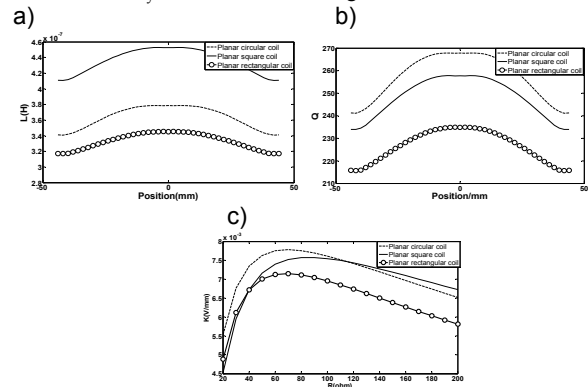 a)
x 10⁻⁷
4.6
4.4
4.2
4
3.8
3.6
3.4
3.2
3
2.8
L(H)
-50
0
50
Position(mm)
Planar circular coil
Planar square coil
Planar rectangular coil
b)
270
260
250
240
230
220
210
Q
-50
0
50
Position/mm
Planar circular coil
Planar square coil
Planar rectangular coil
c)
x 10⁻³
8
7.5
7
6.5
6
5.5
5
4.5
K(V/mm)
20
40
60
80
100
120
140
160
180
200
R(ohm)
Planar circular coil
Planar square coil
Planar rectangular coil